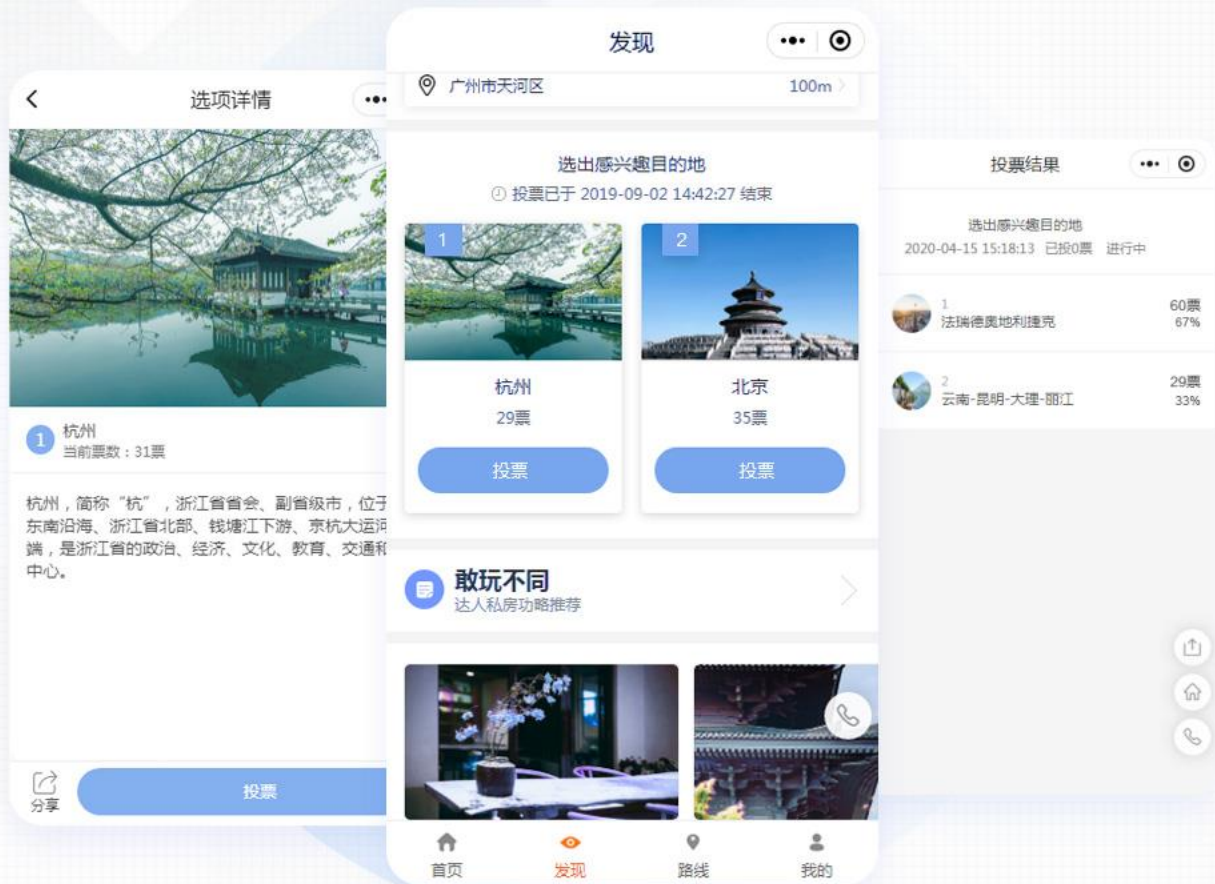 选项详情
1
杭州
当前票数：31票
杭州，简称“杭”，浙江省省会、副省级市，位于
东南沿海、浙江省北部、钱塘江下游、京杭大运河
端，是浙江省的政治、经济、文化、教育、交通和
中心。
分享
投票
发现
广州市天河区
100m
选出感兴趣目的地
投票已于 2019-09-02 14:42:27 结束
1
杭州
29票
投票
2
北京
35票
投票
敢玩不同
达人私房功略推荐
首页
发现
路线
我的
投票结果
选出感兴趣目的地
2020-04-15 15:18:13 已投0票 进行中
1
法瑞德奥地利捷克
60票
67%
2
云南-昆明-大理-丽江
29票
33%